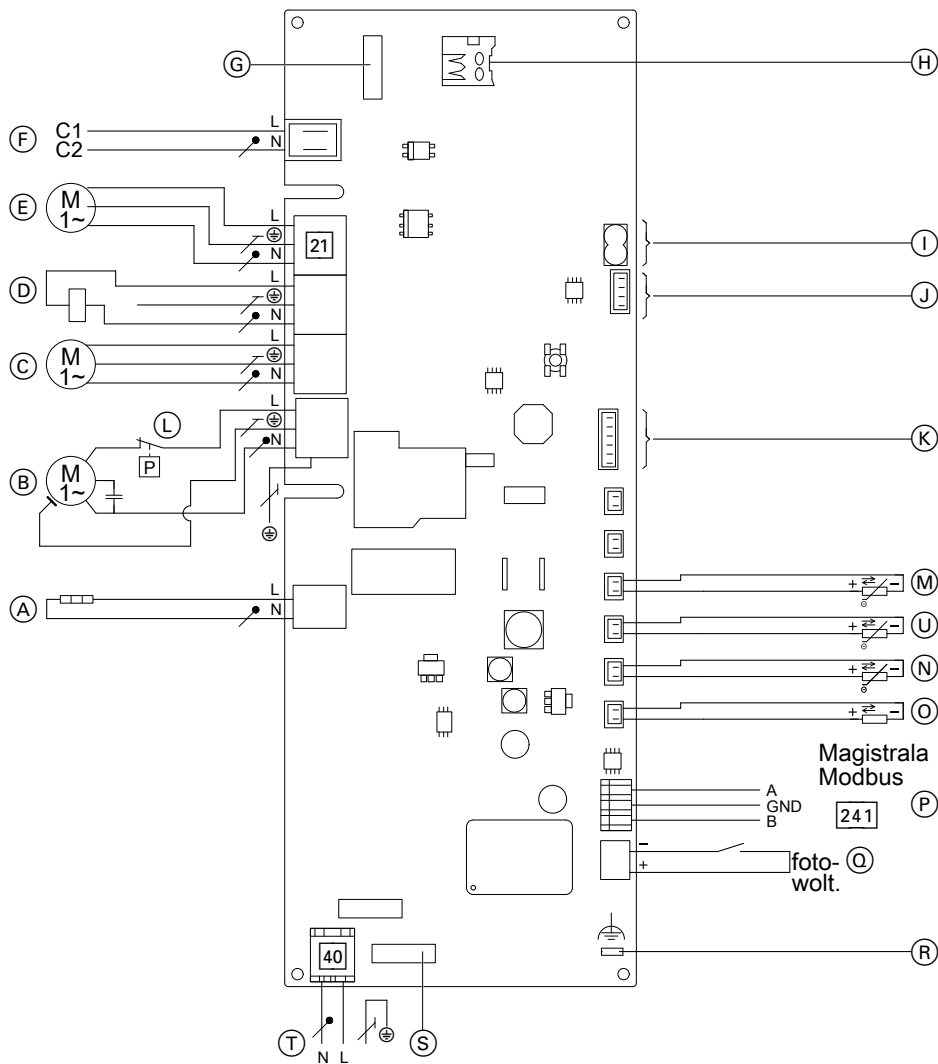 G
H
F
C1
C2
L
N
E
M
1~
L
N
21
I
D
L
N
J
C
M
1~
L
N
L
P
L
N
K
B
M
1~
A
L
N
M
+ -
U
+ -
N
+ -
O
+ -
Magistrala
Modbus
A
GND
B
241
P
-
+
foto-
wolt.
Q
40
R
T
N L
S